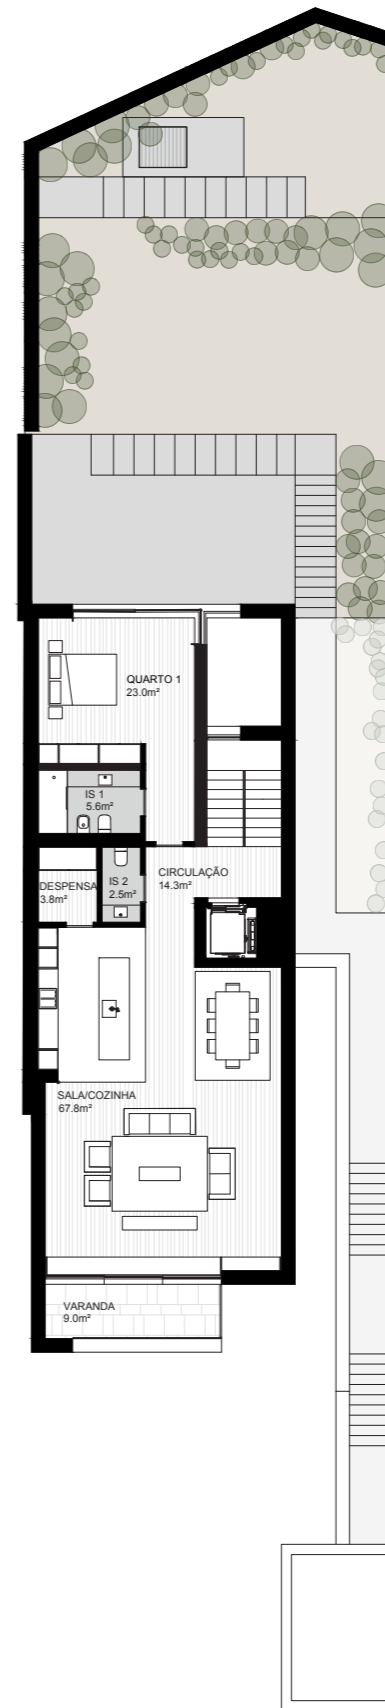 QUARTO 1
23.0m²
IS 1
5.6m²
DESPENSA
3.8m²
IS 2
2.5m²
CIRCULAÇÃO
14.3m²
SALA/COZINHA
67.8m²
VARANDA
9.0m²